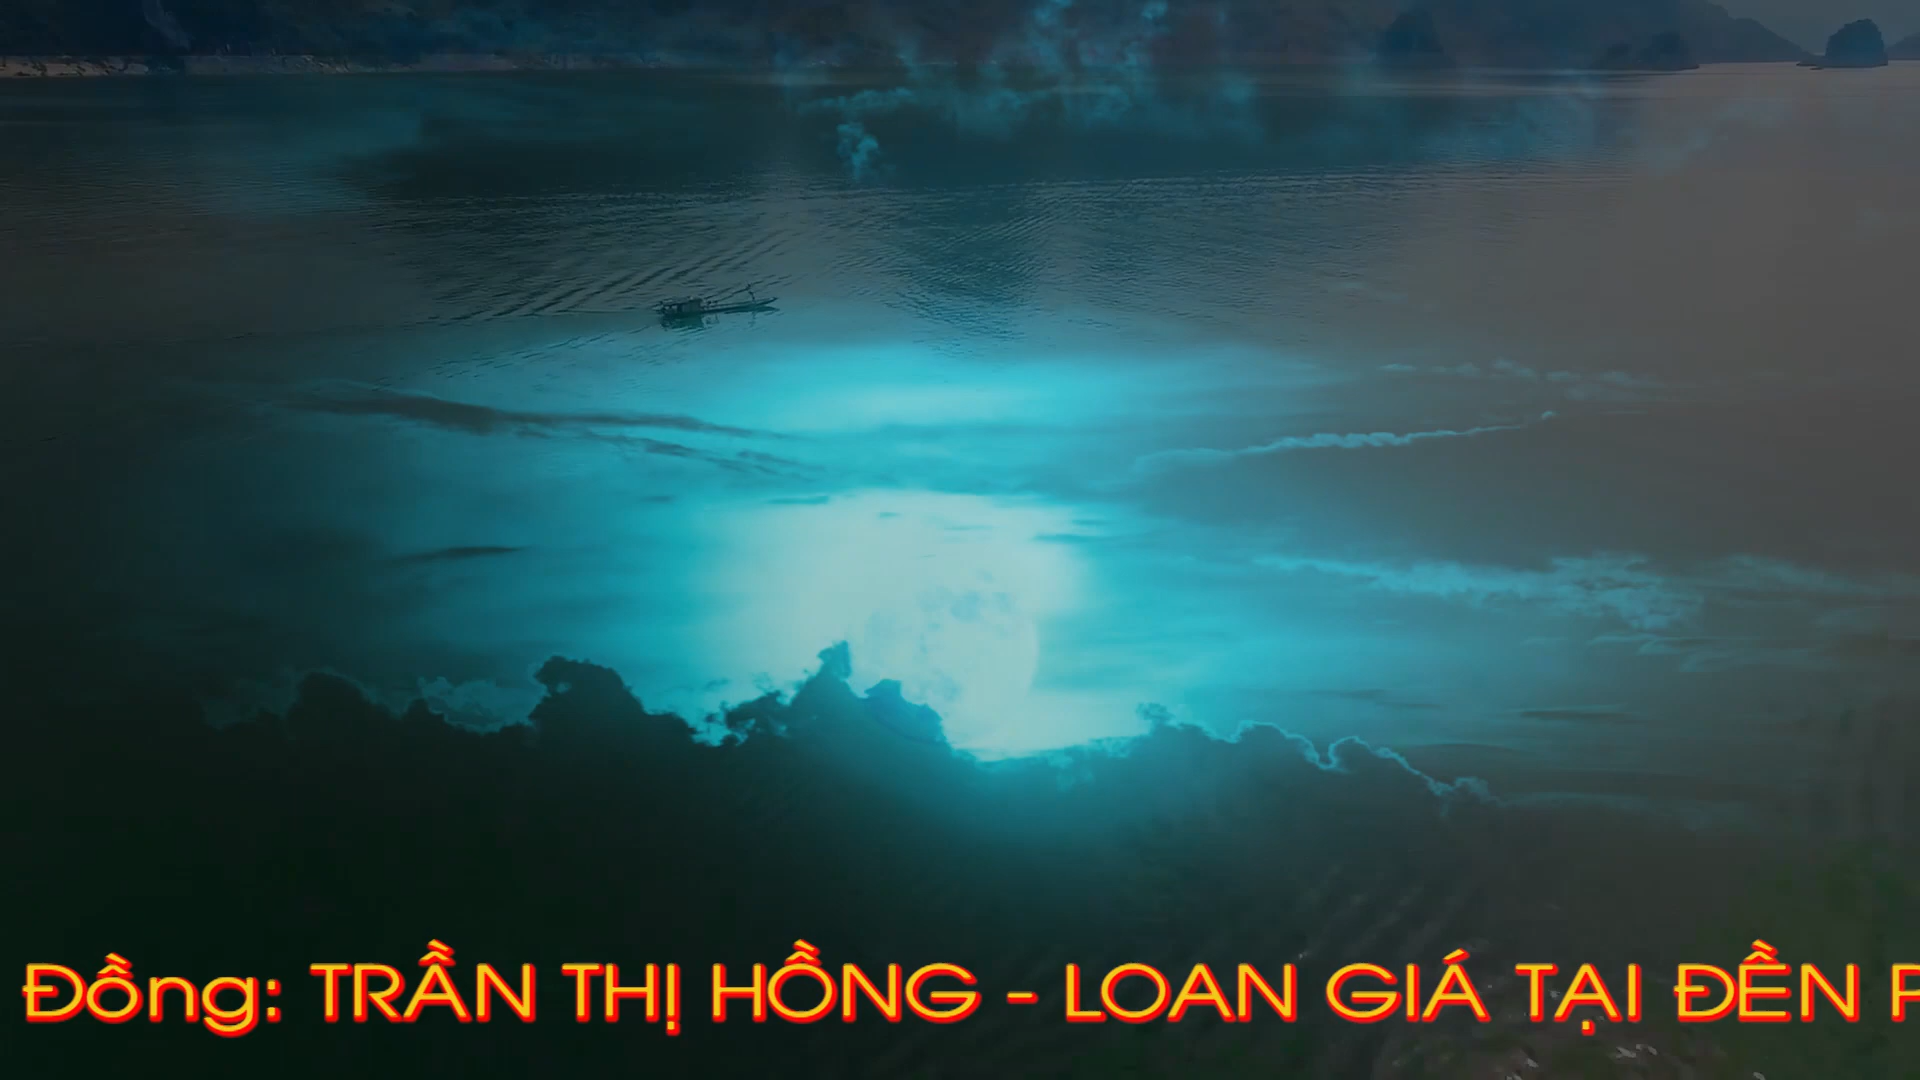 Đồng: TRẦN THỊ HỒNG - LOAN GIÁ TẠI ĐỀN